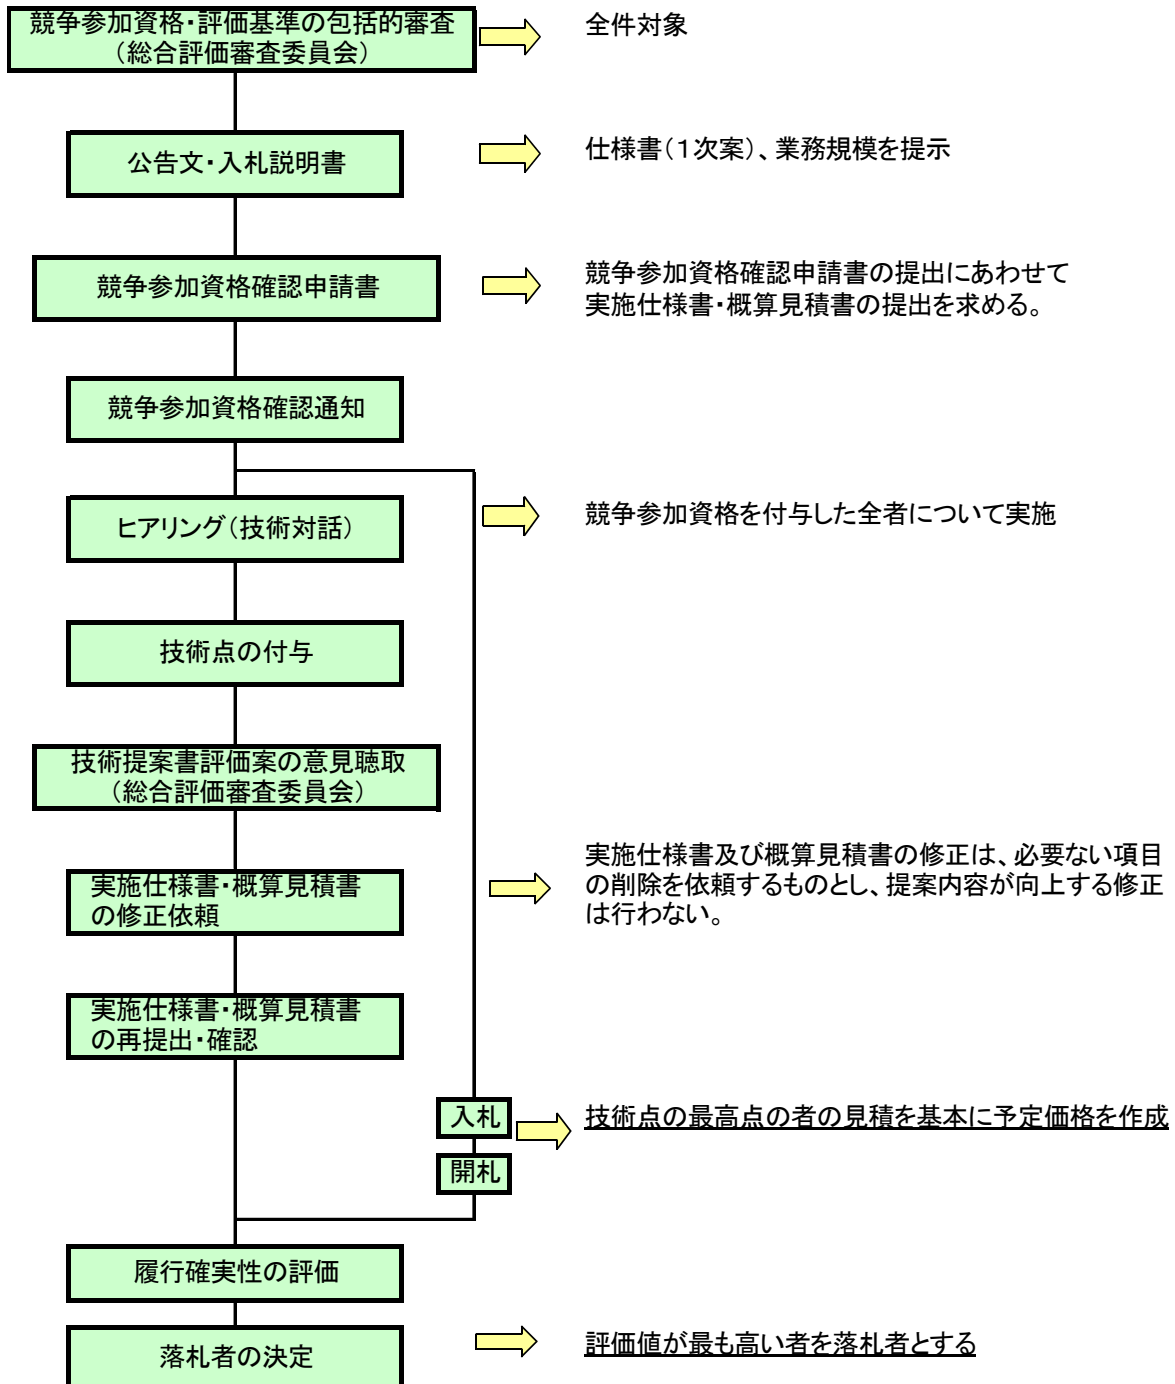 競争参加資格・評価基準の包括的審査
（総合評価審査委員会）
全件対象
公告文・入札説明書
仕様書（１次案）、業務規模を提示
競争参加資格確認申請書
競争参加資格確認申請書の提出にあわせて
実施仕様書・概算見積書の提出を求める。
競争参加資格確認通知
ヒアリング（技術対話）
競争参加資格を付与した全者について実施
技術点の付与
技術提案書評価案の意見聴取
（総合評価審査委員会）
実施仕様書・概算見積書
の修正依頼
実施仕様書及び概算見積書の修正は、必要ない項目
の削除を依頼するものとし、提案内容が向上する修正
は行わない。
実施仕様書・概算見積書
の再提出・確認
入札
技術点の最高点の者の見積を基本に予定価格を作成
開札
履行確実性の評価
落札者の決定
評価値が最も高い者を落札者とする